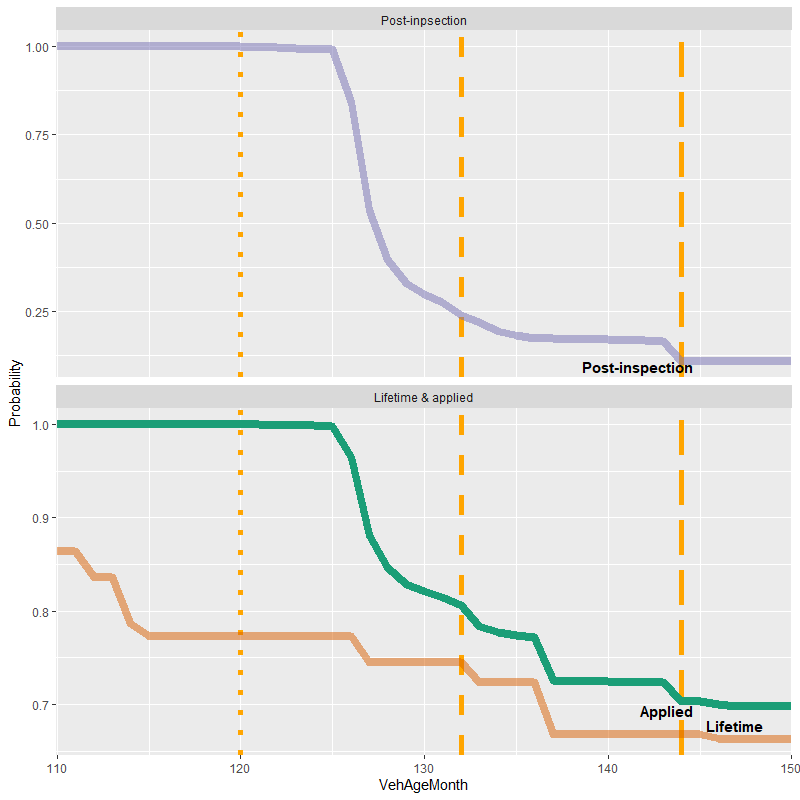 Post-inpsection
1.00
0.75
0.50
0.25
Post-inspection
Probability
Lifetime & applied
1.0
0.9
0.8
0.7
Applied
Lifetime
110 120 130 140 150
VehAgeMonth